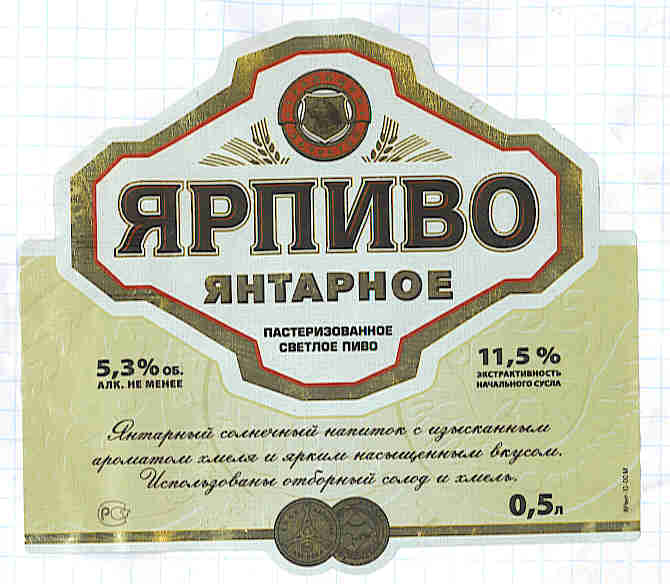 ЯРПИВО
ЯНТАРНОЕ
ПАСТЕРИЗОВАННОЕ
СВЕТЛОЕ ПИВО
5,3% ОБ.
АЛК. НЕ МЕНЕЕ
11,5 %
ЭКСТРАКТИВНОСТЬ
НАЧАЛЬНОГО СУСЛА
Янтарный солнечный напиток с изысканным
ароматом хмеля и ярким насыщенным вкусом.
Использованы отборный солод и хмель.
РСТ
0,5л